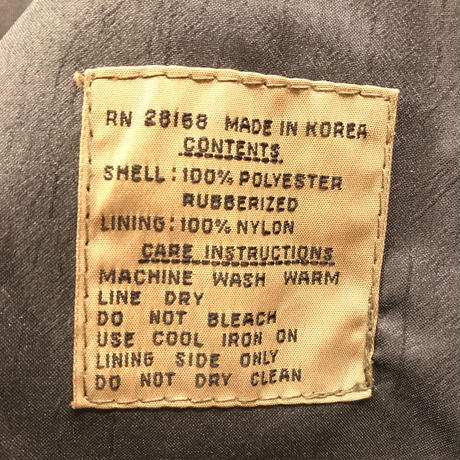 RN 28168 MADE IN KOREA
CONTENTS
SHELL: 100% POLYESTER
RUBBERIZED
LINING: 100% NYLON
CARE INSTRUCTIONS
MACHINE WASH WARM
LINE DRY
DO NOT BLEACH
USE COOL IRON ON
LINING SIDE ONLY
DO NOT DRY CLEAN